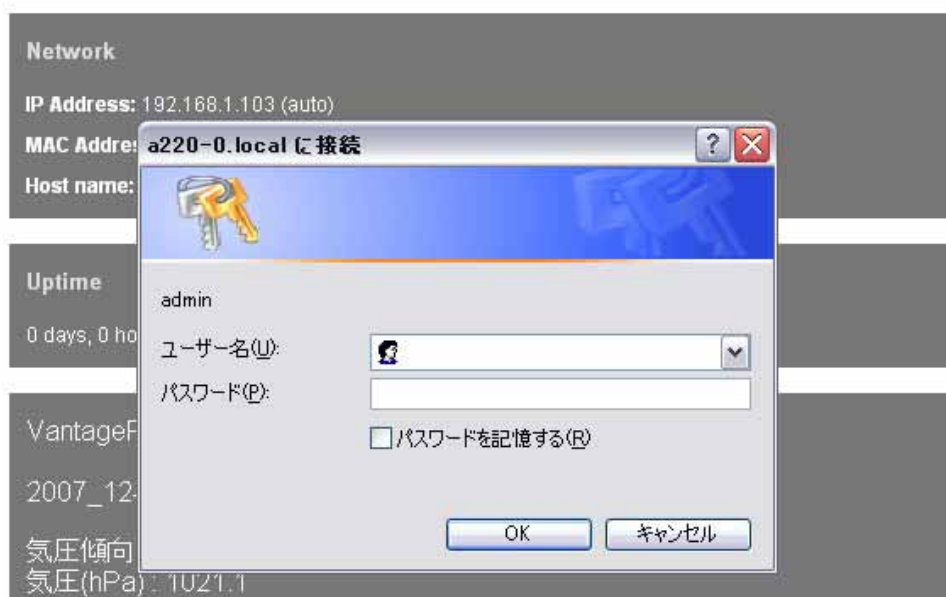 Network
IP Address: 192.168.1.103 (auto)
MAC Addre
Host name:
a220-0.local に接続
Uptime
0 days, 0 ho
admin
ユーザー名(U):
パスワード(P):
パスワードを記憶する(R)
OK
キャンセル
Vantage
2007_12
気圧傾向
気圧(hPa) : 1021.1